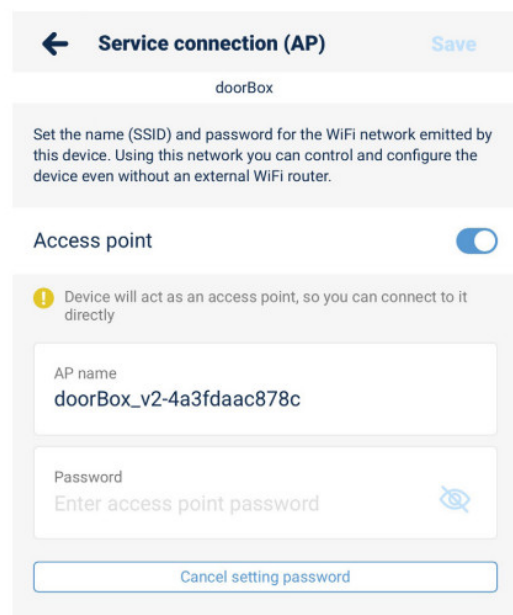 Service connection (AP) Save
doorBox
Set the name (SSID) and password for the WiFi network emitted by
this device. Using this network you can control and configure the
device even without an external WiFi router.
Access point
Device will act as an access point, so you can connect to it
directly
AP name
doorBox_v2-4a3fdaac878c
Password
Enter access point password
Cancel setting password